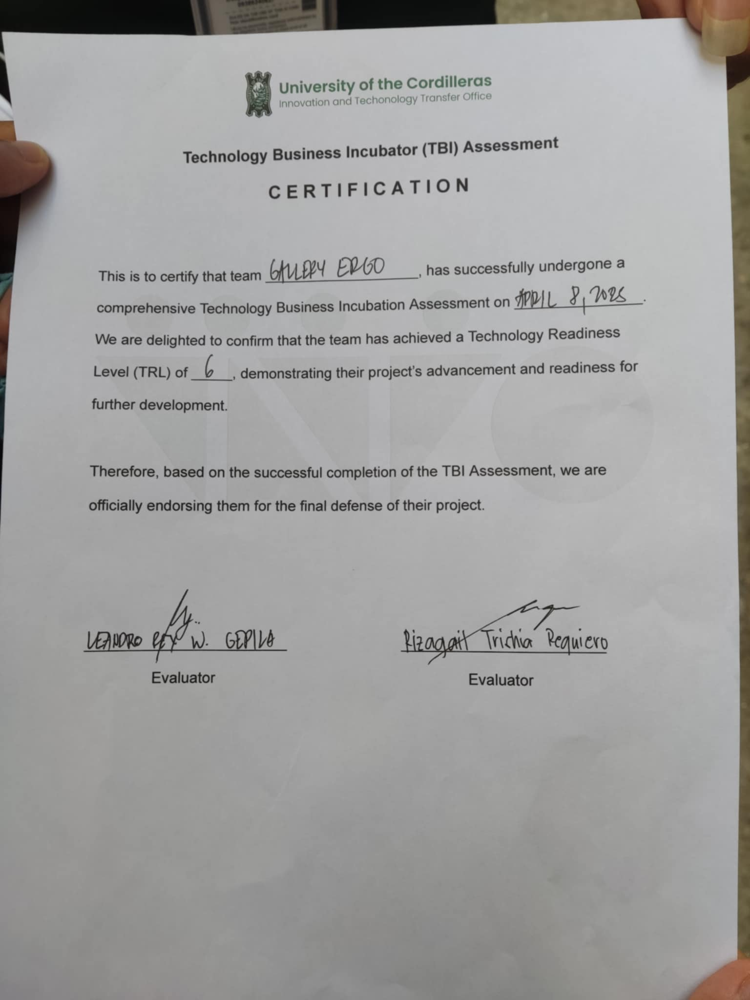 University of the Cordilleras
Innovation and Techonology Transfer Office
Technology Business Incubator (TBI) Assessment
CERTIFICATION
This is to certify that team GALLERY ERGO, has successfully undergone a
comprehensive Technology Business Incubation Assessment on APRIL 8, 2025.
We are delighted to confirm that the team has achieved a Technology Readiness
Level (TRL) of 6, demonstrating their project's advancement and readiness for
further development.
Therefore, based on the successful completion of the TBI Assessment, we are
officially endorsing them for the final defense of their project.
LEANDRO REY W. GEPILA Rizagait Trichia Requiero
Evaluator Evaluator